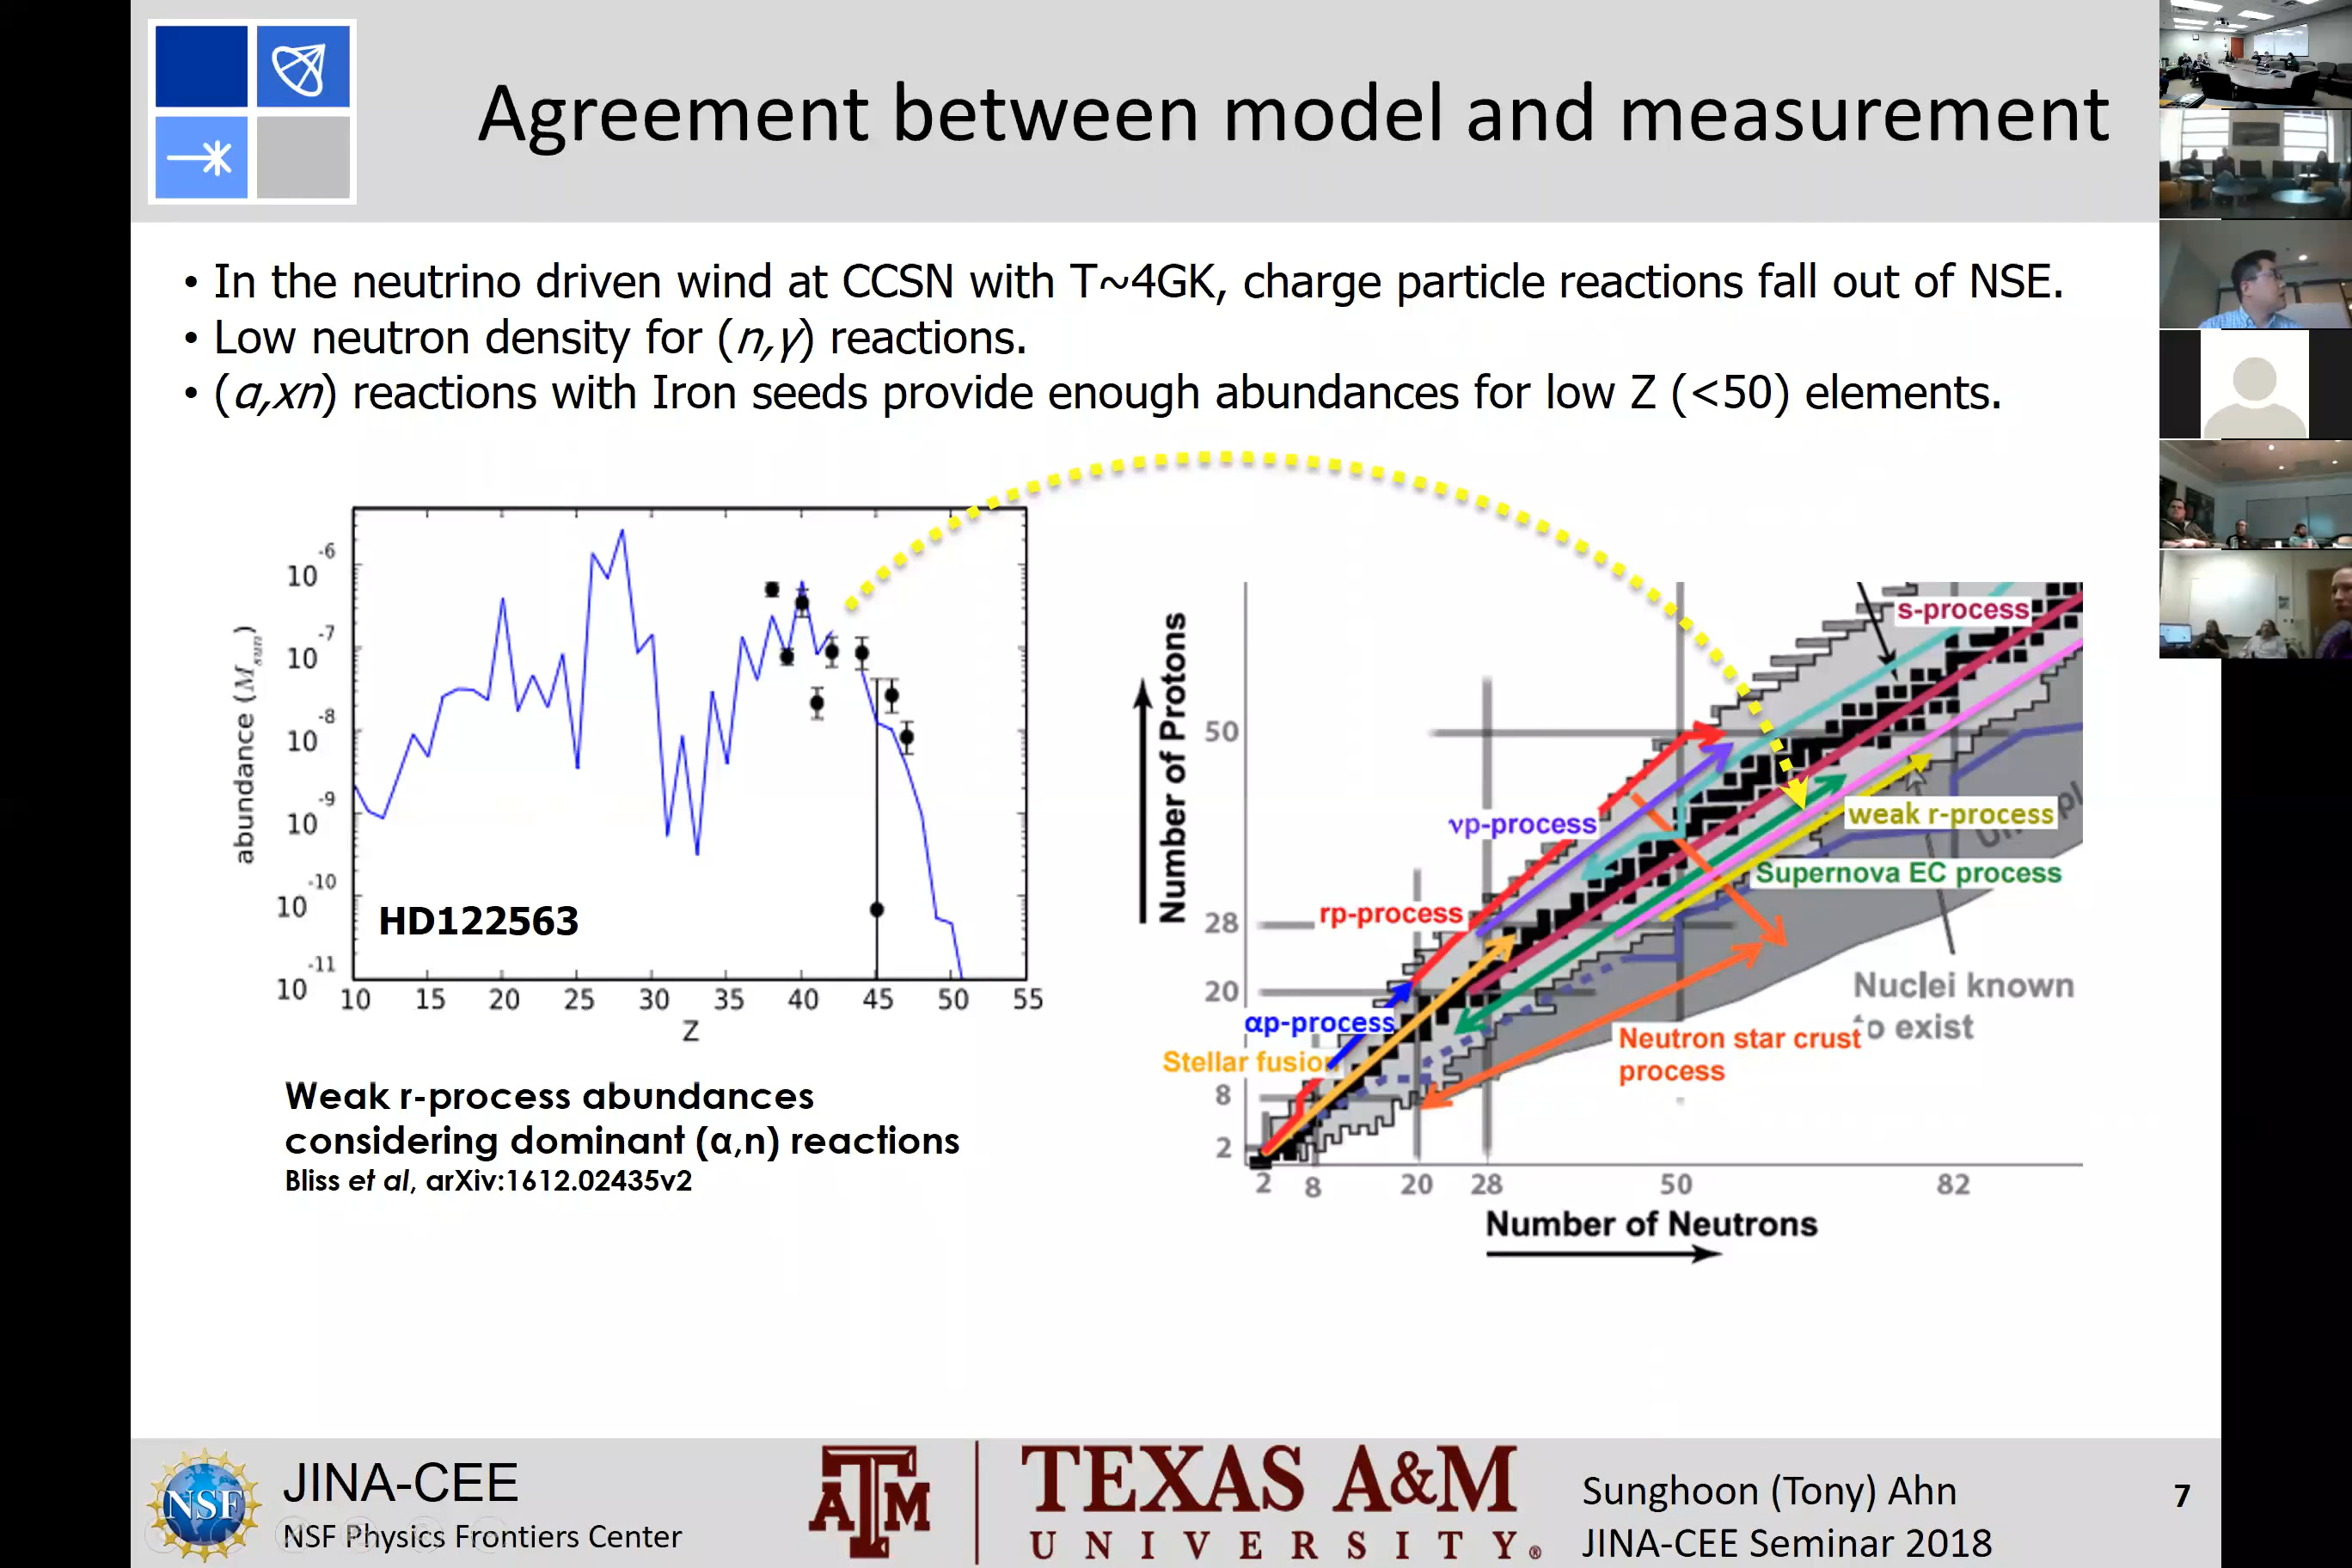 Agreement between model and measurement
• In the neutrino driven wind at CCSN with T~4GK, charge particle reactions fall out of NSE.
• Low neutron density for (n,γ) reactions.
• (α,xn) reactions with Iron seeds provide enough abundances for low Z (<50) elements.
abundance (M_sun)
10^-6
10^-7
10^-8
10^-9
10^-10
10^-11
HD122563
10 15 20 25 30 35 40 45 50 55
Z
Weak r-process abundances
considering dominant (α,n) reactions
Bliss et al, arXiv:1612.02435v2
Number of Protons
50
28
20
8
2
s-process
νp-process
weak r-process
Supernova EC process
rp-process
αp-process
Stellar fusion
Nuclei known
to exist
Neutron star crust
process
2 8 20 28 50 82
Number of Neutrons
NSF
JINA-CEE
NSF Physics Frontiers Center
ATM
TEXAS A&M
UNIVERSITY®
Sunghoon (Tony) Ahn
JINA-CEE Seminar 2018
7